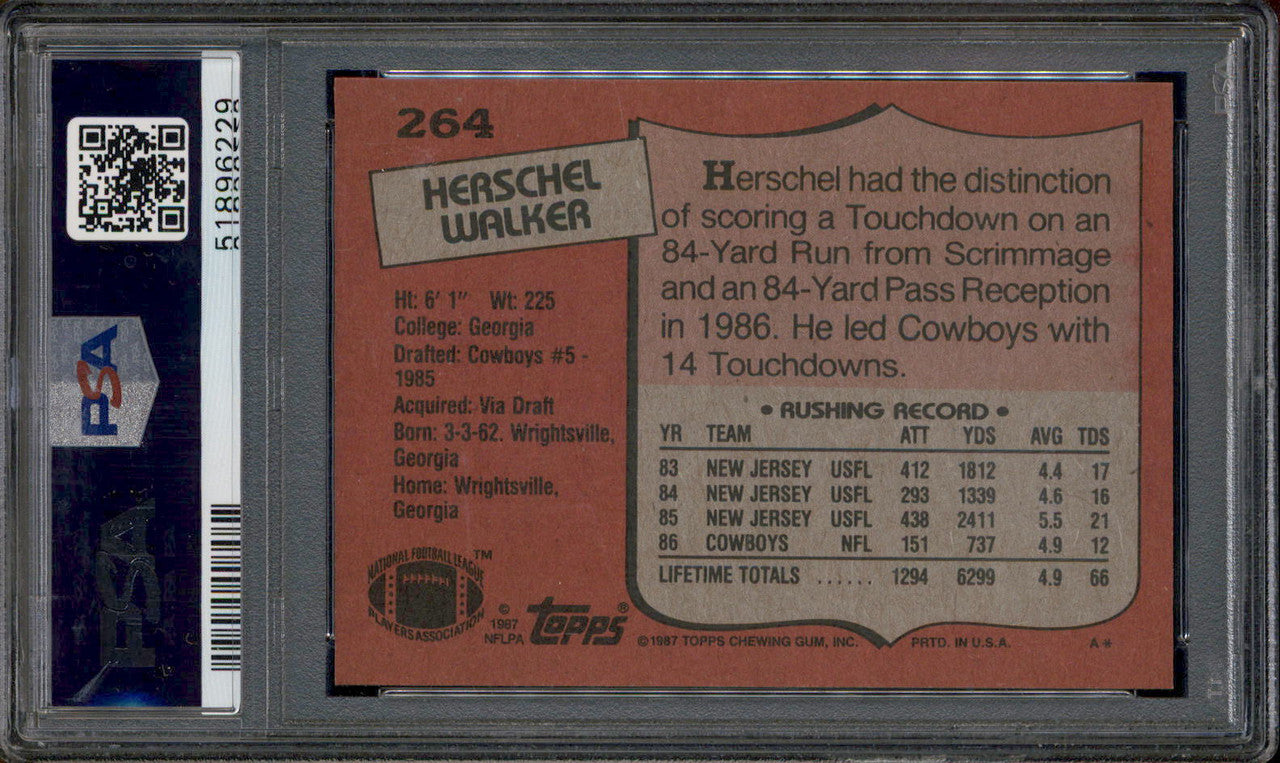 51896229
PSA
264
HERSCHEL
WALKER
Ht: 6' 1" Wt: 225
College: Georgia
Drafted: Cowboys #5 -
1985
Acquired: Via Draft
Born: 3-3-62. Wrightsville,
Georgia
Home: Wrightsville,
Georgia
NATIONAL FOOTBALL LEAGUE ™
PLAYERS ASSOCIATION
© 1987
NFLPA
Topps®
Herschel had the distinction
of scoring a Touchdown on an
84-Yard Run from Scrimmage
and an 84-Yard Pass Reception
in 1986. He led Cowboys with
14 Touchdowns.
• RUSHING RECORD •
YR TEAM ATT YDS AVG TDS
83 NEW JERSEY USFL 412 1812 4.4 17
84 NEW JERSEY USFL 293 1339 4.6 16
85 NEW JERSEY USFL 438 2411 5.5 21
86 COWBOYS NFL 151 737 4.9 12
LIFETIME TOTALS ...... 1294 6299 4.9 66
©1987 TOPPS CHEWING GUM, INC. PRTD. IN U.S.A. A*
PSA